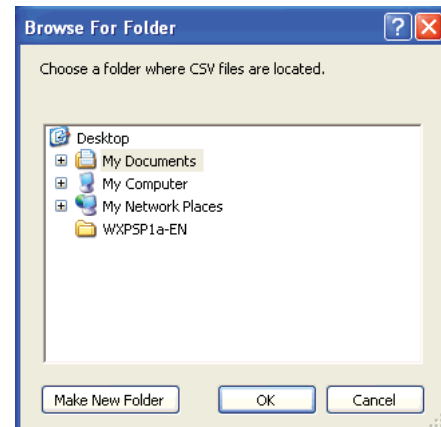 Browse For Folder
Choose a folder where CSV files are located.
Desktop
My Documents
My Computer
My Network Places
WXPSP1a-EN
Make New Folder OK Cancel